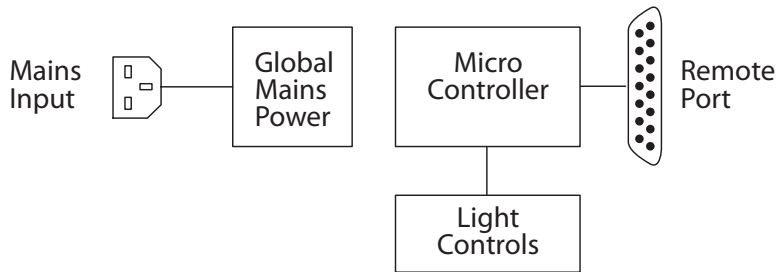 Mains
Input
Global
Mains
Power
Micro
Controller
Remote
Port
Light
Controls